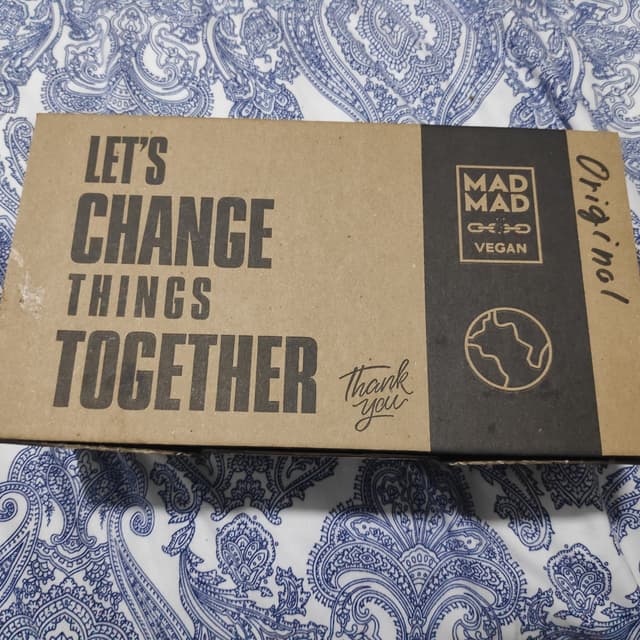 LET'S
CHANGE
THINGS
TOGETHER
Thank
you
MAD
MAD
VEGAN
Original